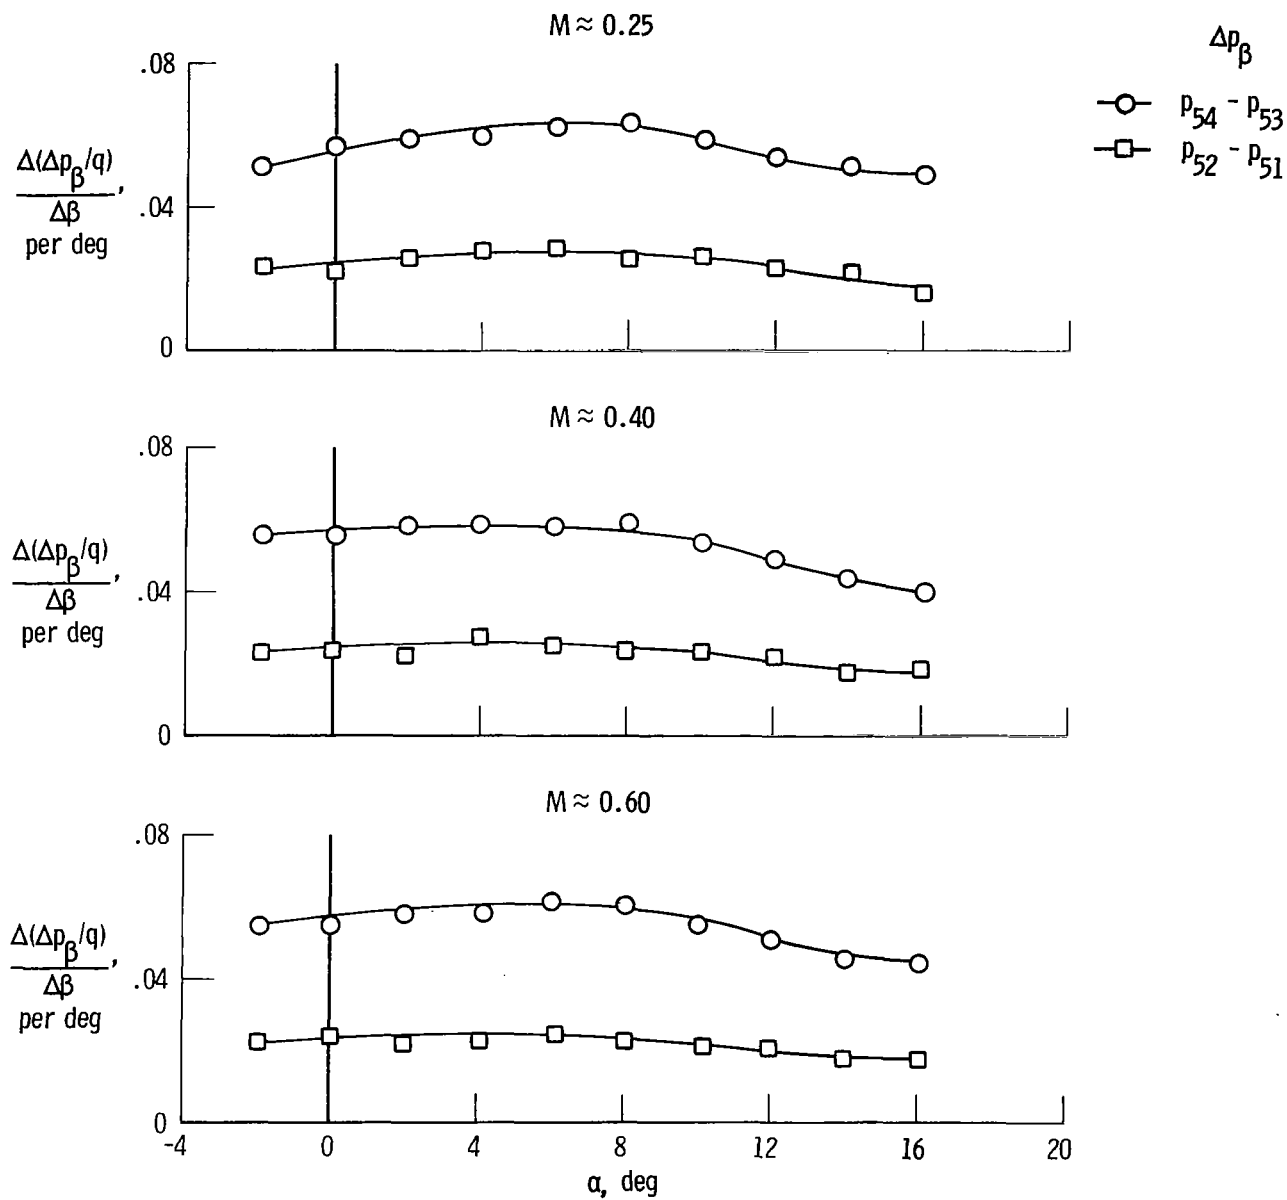 M ≈ 0.25
Δp_β
p_54 - p_53
p_52 - p_51
.08
Δ(Δp_β/q)
Δβ ,
per deg
.04
0
M ≈ 0.40
.08
Δ(Δp_β/q)
Δβ ,
per deg
.04
0
M ≈ 0.60
.08
Δ(Δp_β/q)
Δβ ,
per deg
.04
0
-4 0 4 8 12 16 20
α, deg